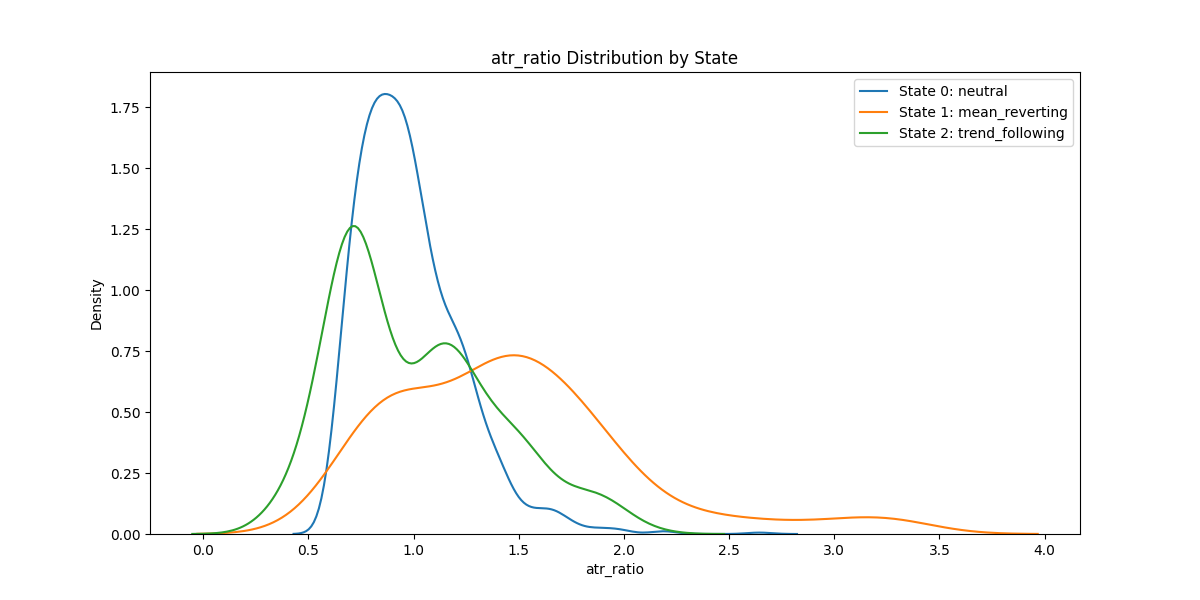 atr_ratio Distribution by State
State 0: neutral
State 1: mean_reverting
State 2: trend_following
Density
1.75
1.50
1.25
1.00
0.75
0.50
0.25
0.00
0.0 0.5 1.0 1.5 2.0 2.5 3.0 3.5 4.0
atr_ratio